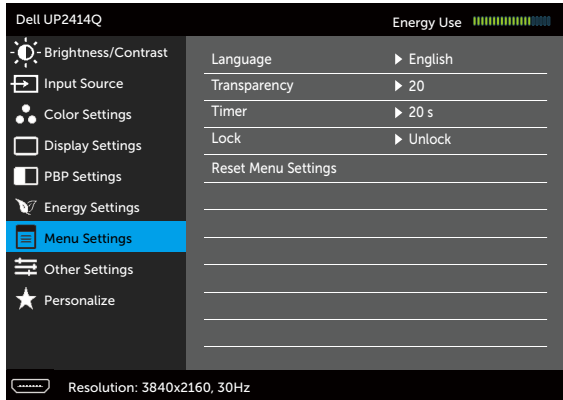 Dell UP2414Q
Energy Use
Brightness/Contrast
Input Source
Color Settings
Display Settings
PBP Settings
Energy Settings
Menu Settings
Other Settings
Personalize
Language English
Transparency 20
Timer 20 s
Lock Unlock
Reset Menu Settings
Resolution: 3840x2160, 30Hz